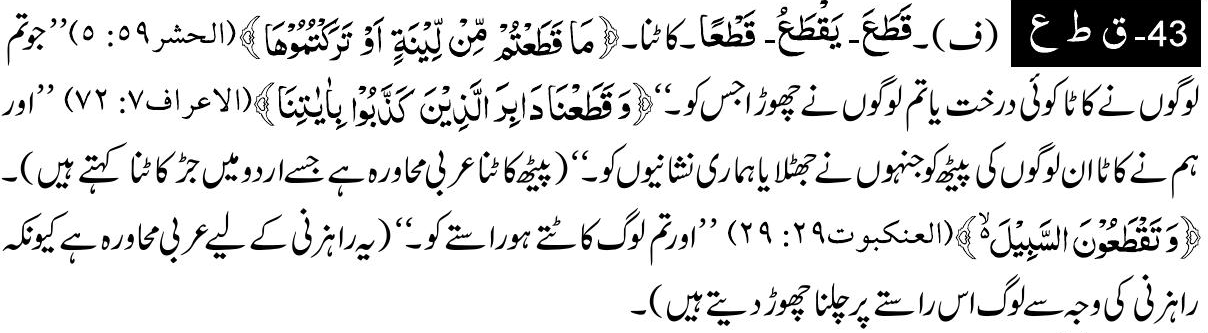 43- ق ط ع (ف)۔ قَطَعَ۔ يَقْطَعُ۔ قَطْعًا۔ کاٹنا۔ ﴿مَا قَطَعْتُمْ مِّنْ لِّيْنَةٍ اَوْ تَرَكْتُمُوْهَا﴾ (الحشر ۵۹: ۵) ’’جو تم
لوگوں نے کاٹا کوئی درخت یا تم لوگوں نے چھوڑا جس کو۔‘‘ ﴿وَ قَطَعْنَا دَابِرَ الَّذِيْنَ كَذَّبُوْا بِاٰيٰتِنَا﴾ (الاعراف ۷: ۷۲) ’’اور
ہم نے کاٹا ان لوگوں کی پیٹھ کو جنہوں نے جھٹلایا ہماری نشانیوں کو۔‘‘ (پیٹھ کاٹنا عربی محاورہ ہے جسے اردو میں جڑ کاٹنا کہتے ہیں)۔
﴿وَ تَقْطَعُوْنَ السَّبِيْلَ ۙ﴾ (العنکبوت ۲۹: ۲۹) ’’اور تم لوگ کاٹتے ہو راستے کو۔‘‘ (یہ راہزنی کے لیے عربی محاورہ ہے کیونکہ
راہزنی کی وجہ سے لوگ اس راستے پر چلنا چھوڑ دیتے ہیں)۔